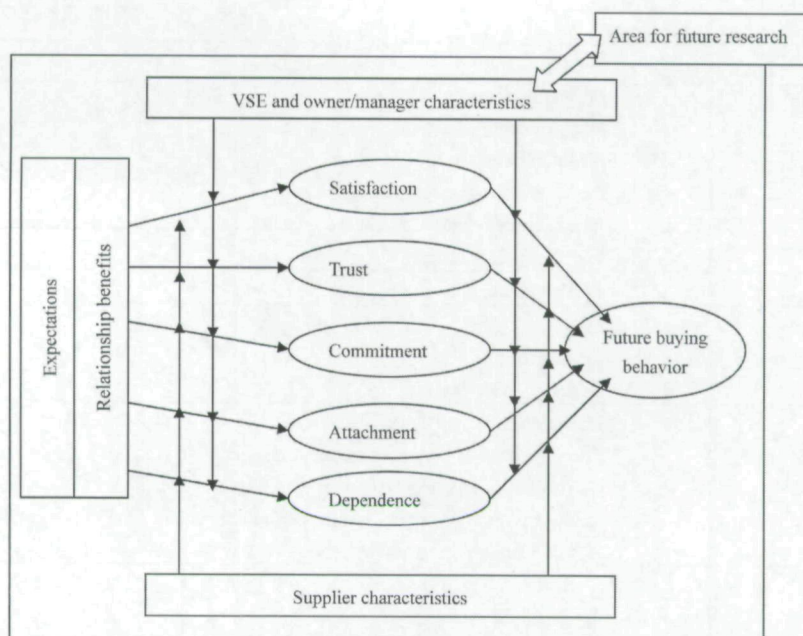 Area for future research
VSE and owner/manager characteristics
Expectations
Relationship benefits
Satisfaction
Trust
Commitment
Attachment
Dependence
Future buying
behavior
Supplier characteristics